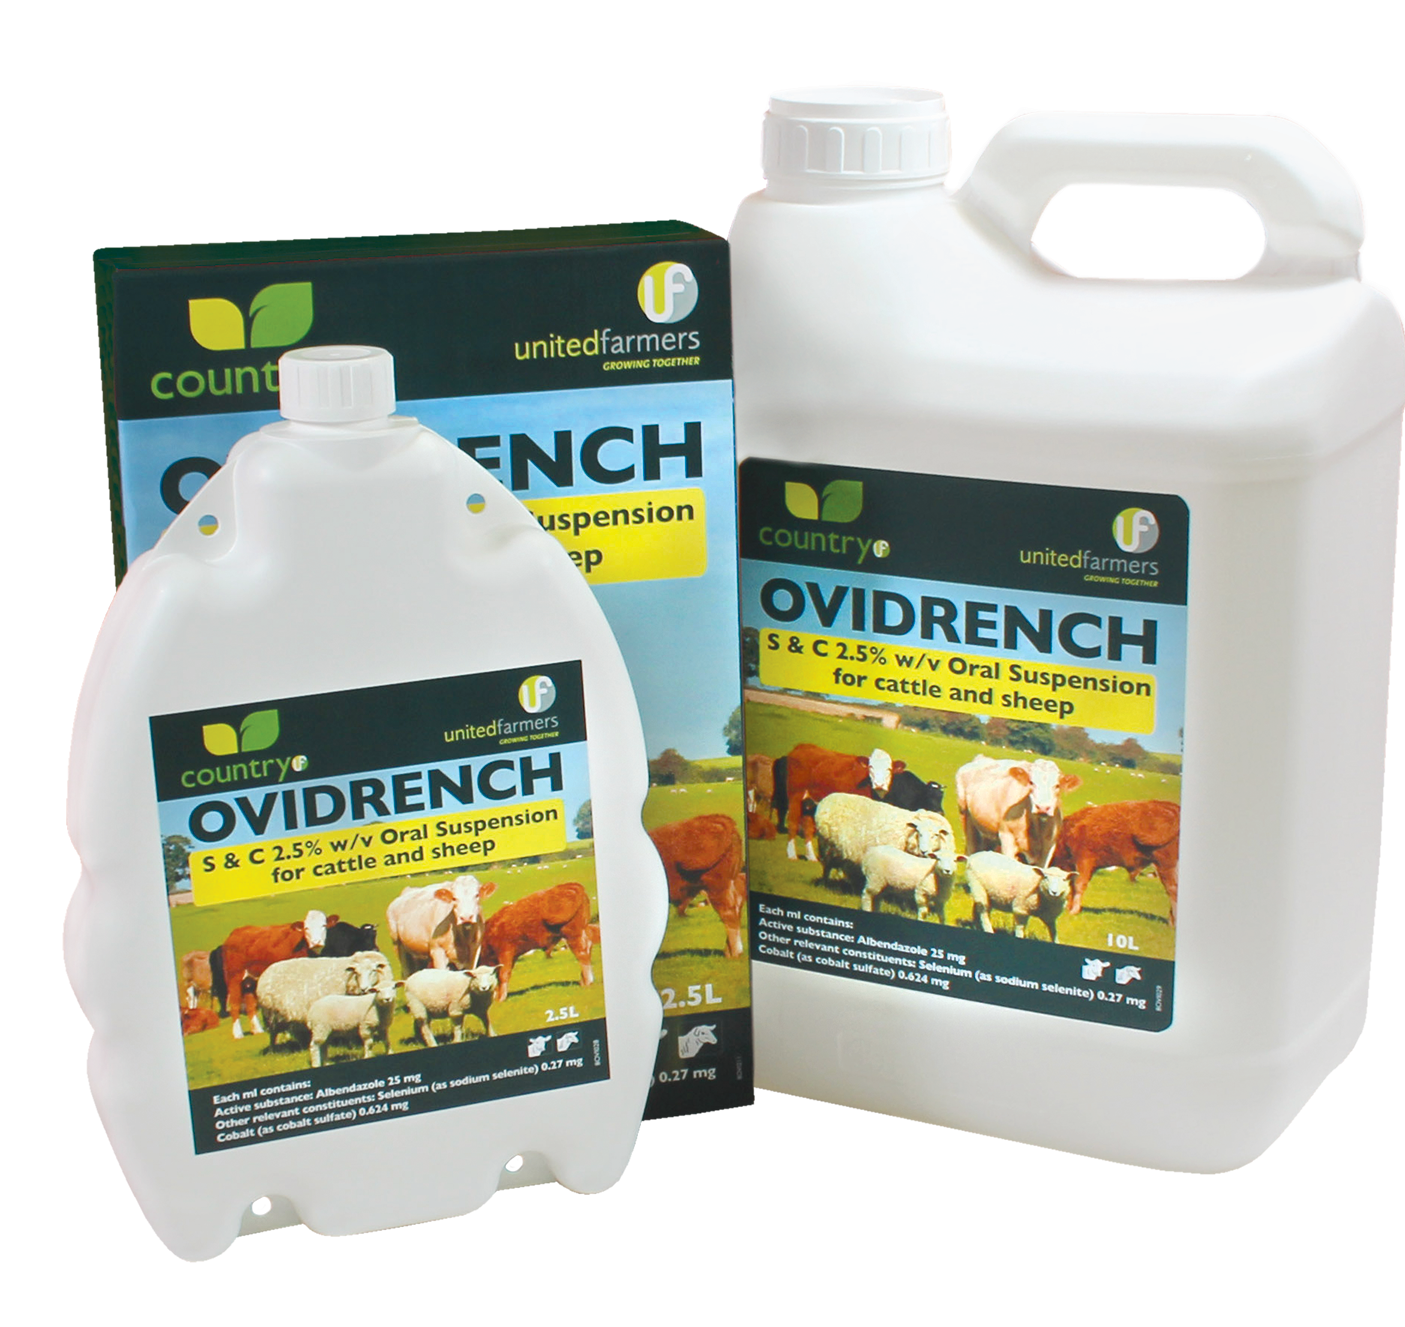 count
unitedfarmers
GROWING TOGETHER
O ENCH
uspension
ep
2.5L
0.27 mg
country
unitedfarmers
GROWING TOGETHER
OVIDRENCH
S & C 2.5% w/v Oral Suspension
for cattle and sheep
2.5L
Each ml contains:
Active substance: Albendazole 25 mg
Other relevant constituents: Selenium (as sodium selenite) 0.27 mg
Cobalt (as cobalt sulfate) 0.624 mg
country
unitedfarmers
GROWING TOGETHER
OVIDRENCH
S & C 2.5% w/v Oral Suspension
for cattle and sheep
10L
Each ml contains:
Active substance: Albendazole 25 mg
Other relevant constituents: Selenium (as sodium selenite) 0.27 mg
Cobalt (as cobalt sulfate) 0.624 mg